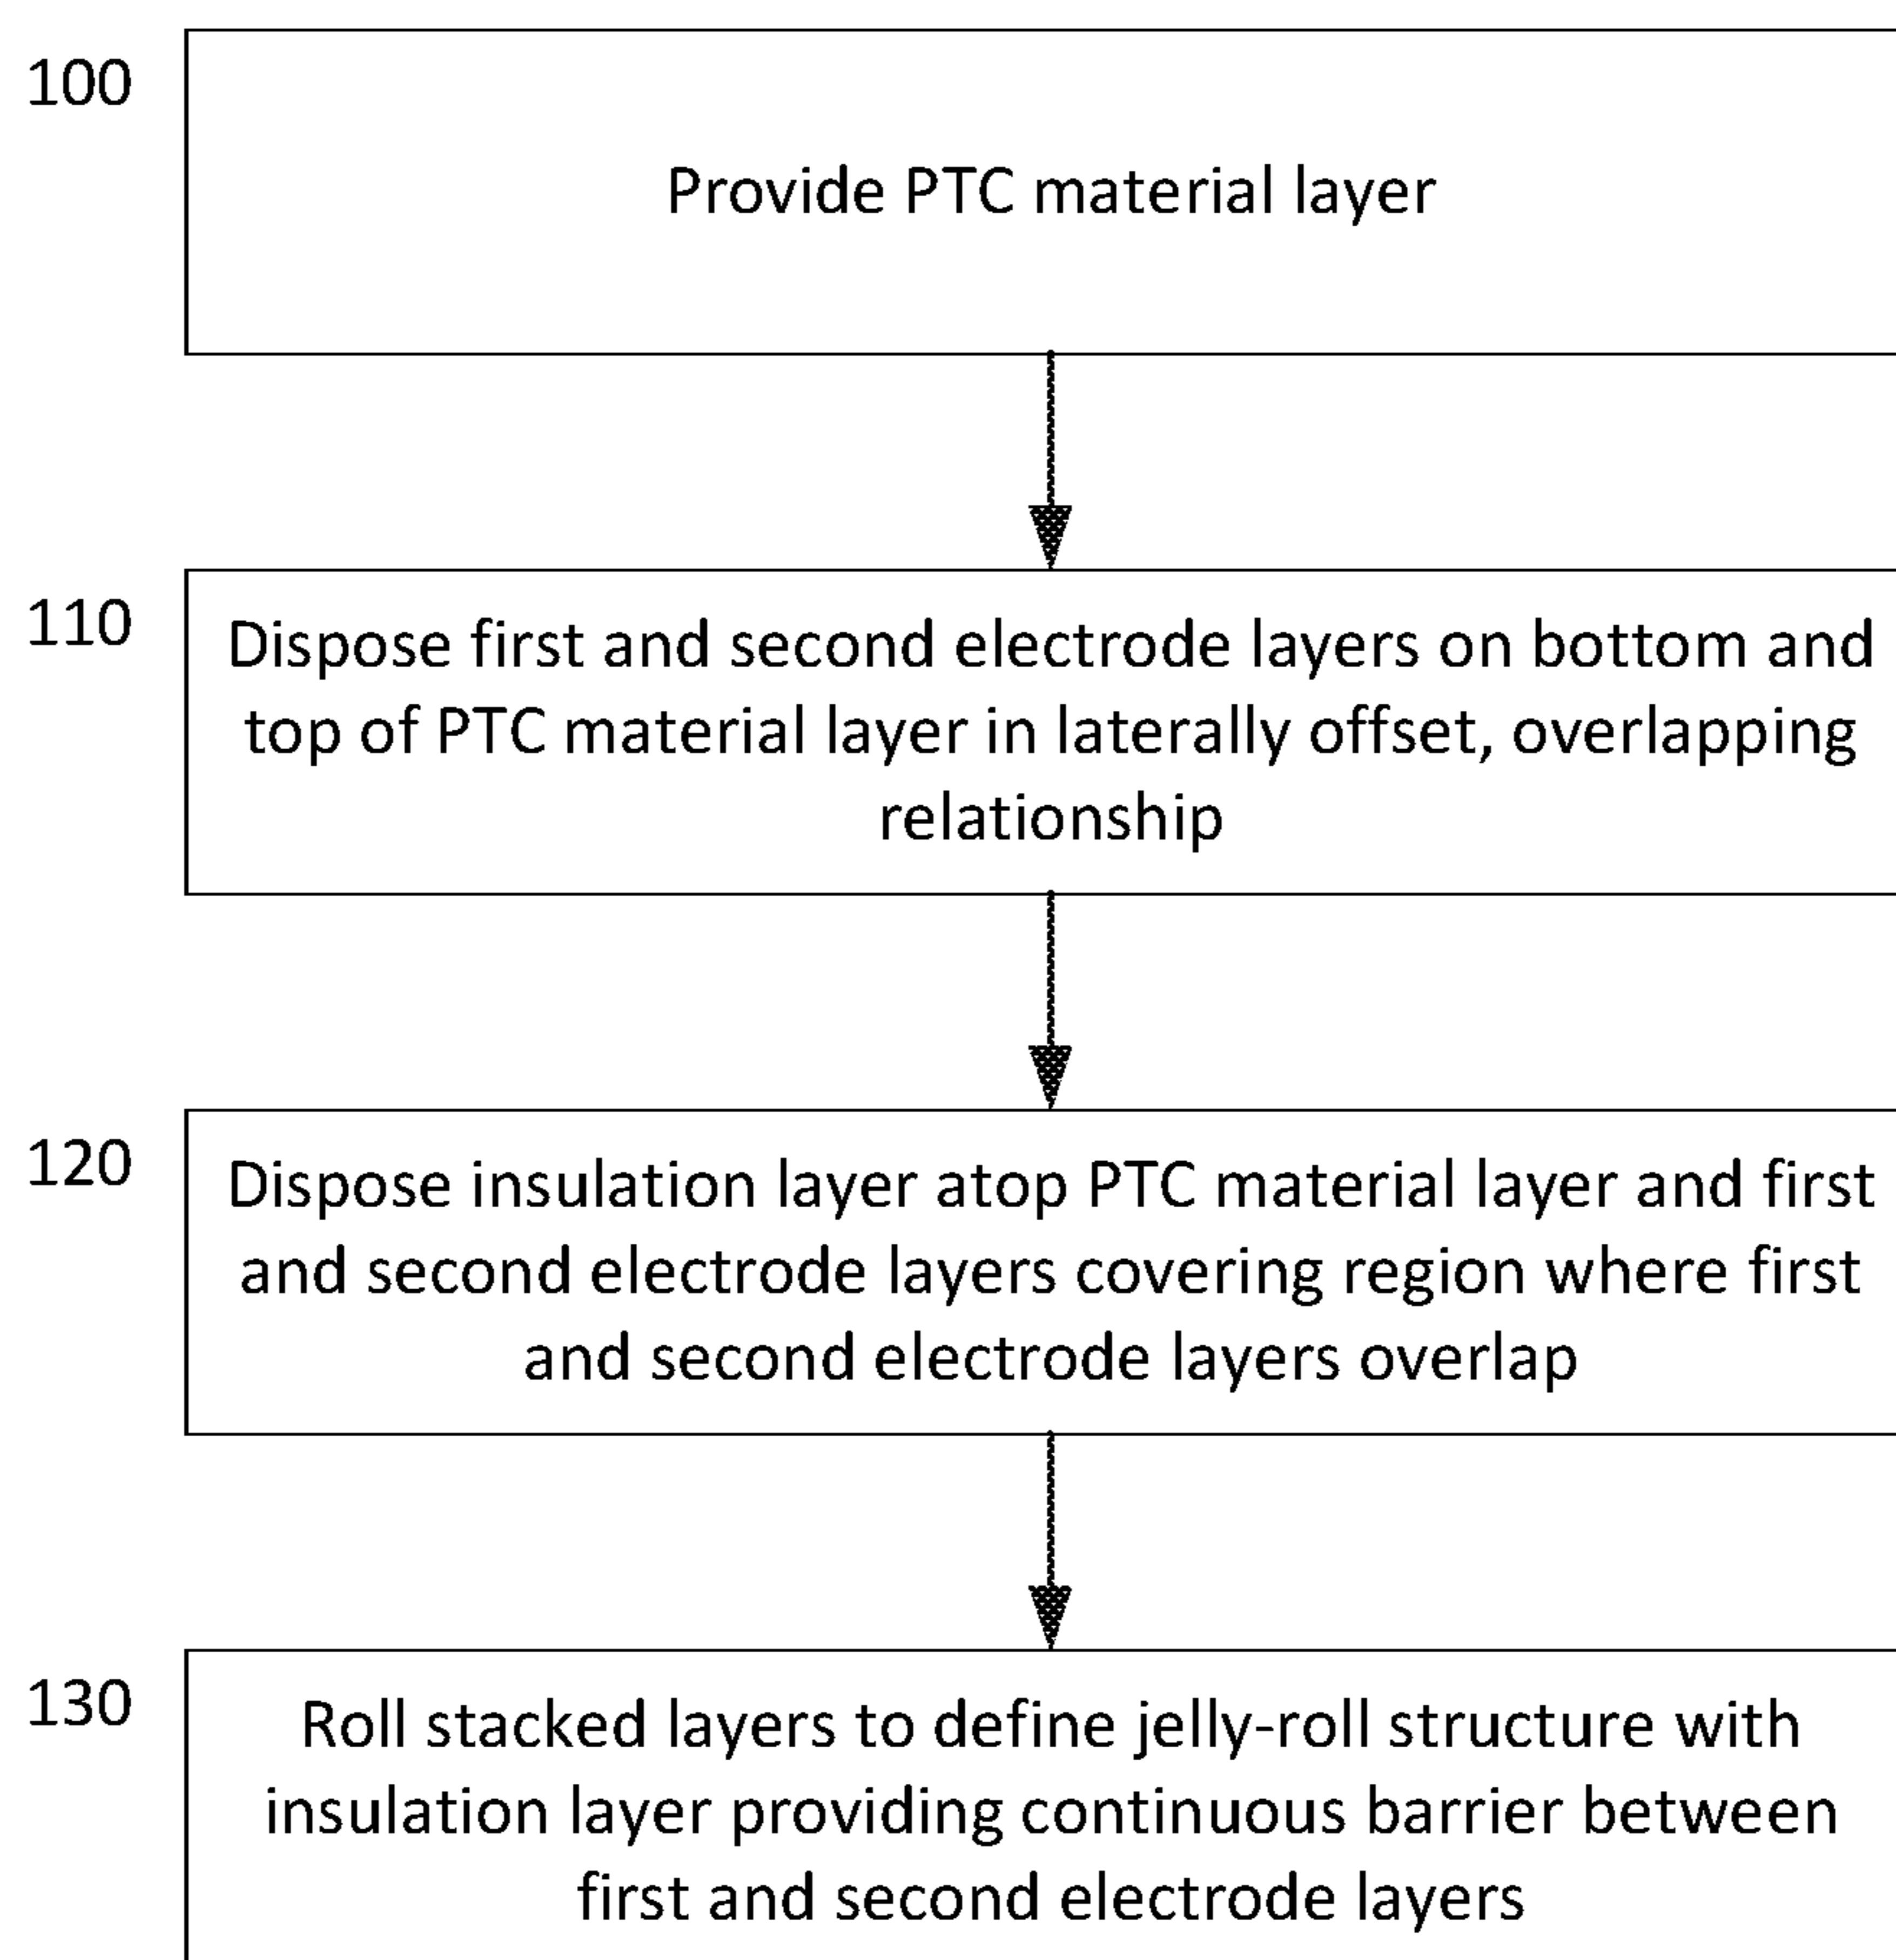 100
Provide PTC material layer
110
Dispose first and second electrode layers on bottom and
top of PTC material layer in laterally offset, overlapping
relationship
120
Dispose insulation layer atop PTC material layer and first
and second electrode layers covering region where first
and second electrode layers overlap
130
Roll stacked layers to define jelly-roll structure with
insulation layer providing continuous barrier between
first and second electrode layers